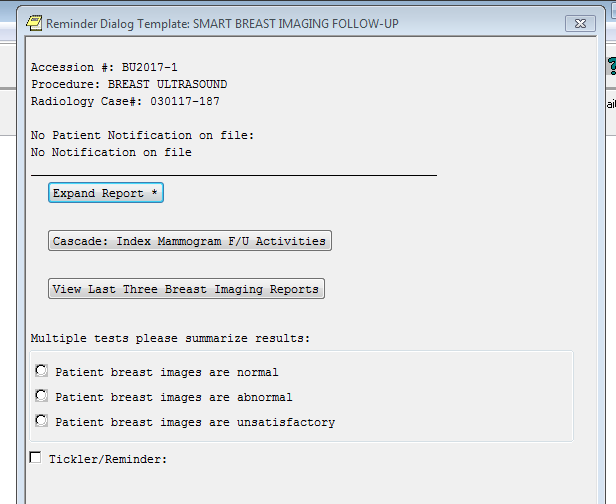 Reminder Dialog Template: SMART BREAST IMAGING FOLLOW-UP
Accession #: BU2017-1
Procedure: BREAST ULTRASOUND
Radiology Case#: 030117-187
No Patient Notification on file:
No Notification on file
Expand Report *
Cascade: Index Mammogram F/U Activities
View Last Three Breast Imaging Reports
Multiple tests please summarize results:
Patient breast images are normal
Patient breast images are abnormal
Patient breast images are unsatisfactory
Tickler/Reminder: